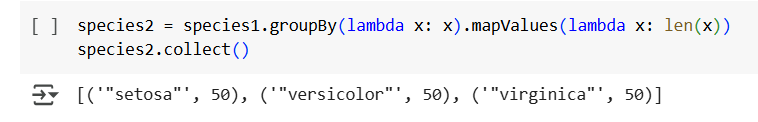 [ ] species2 = species1.groupBy(lambda x: x).mapValues(lambda x: len(x))
species2.collect()
[('"setosa"', 50), ('"versicolor"', 50), ('"virginica"', 50)]